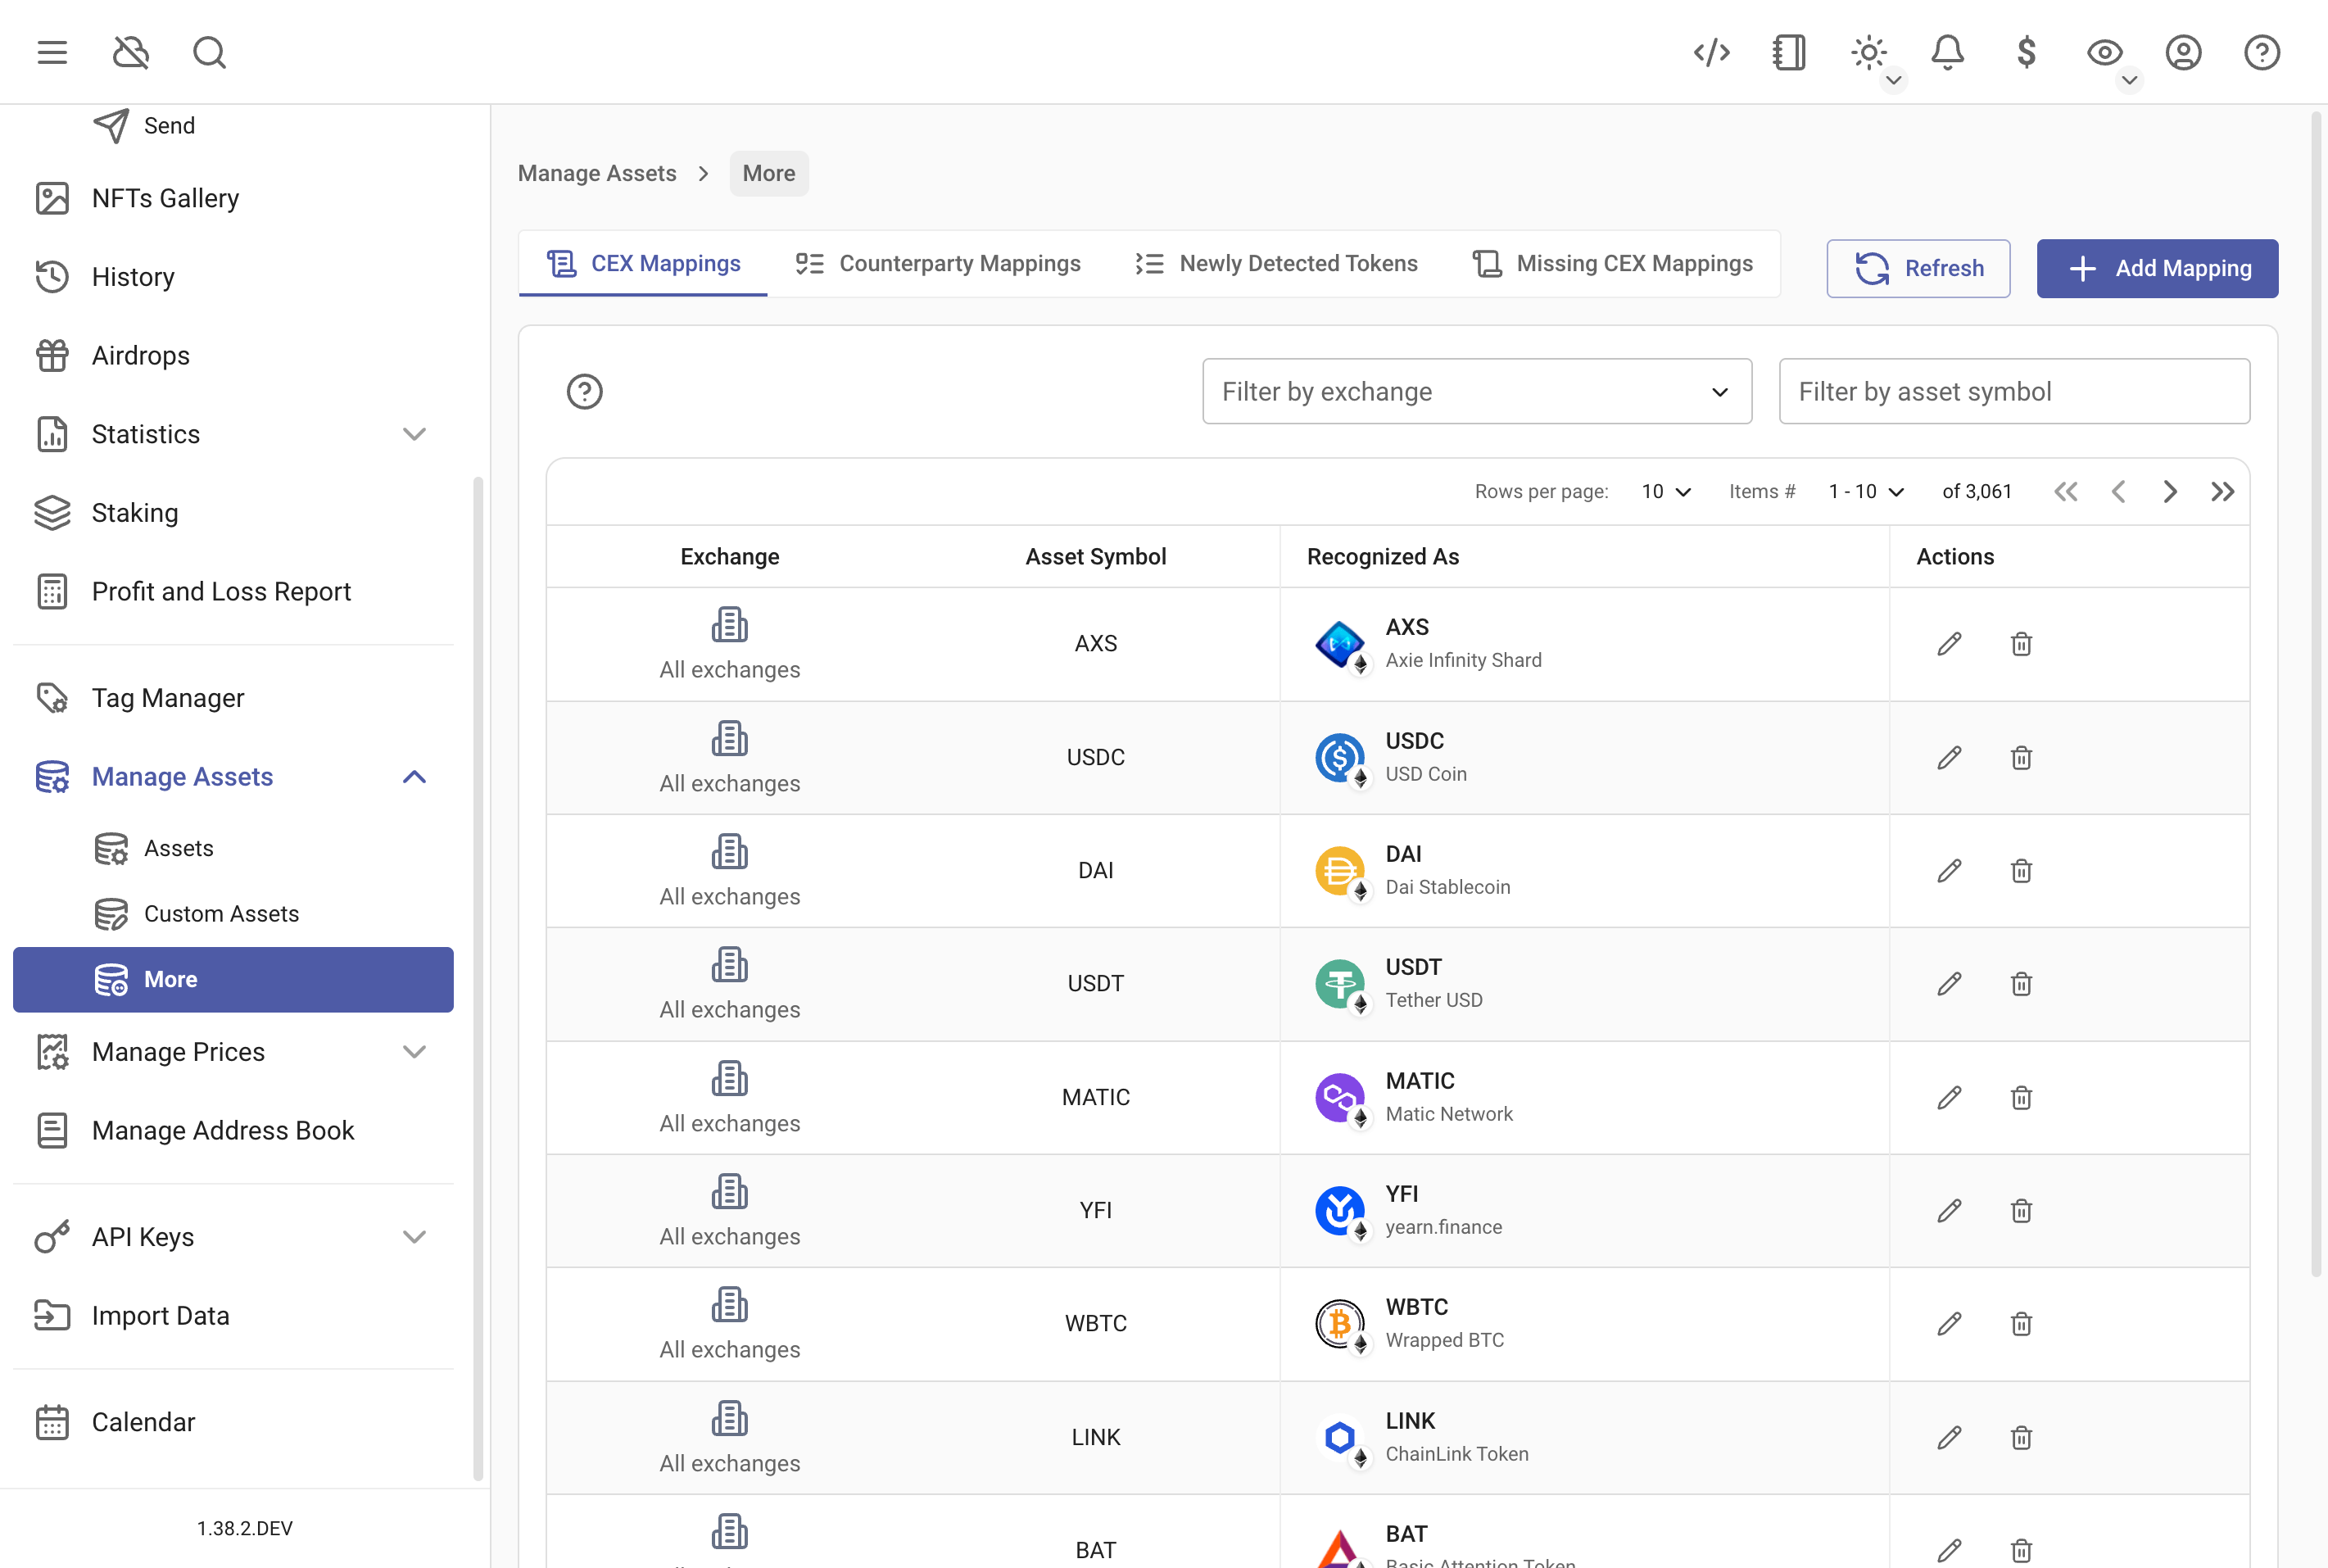 Send
NFTs Gallery
History
Airdrops
Statistics
Staking
Profit and Loss Report
Tag Manager
Manage Assets
Assets
Custom Assets
More
Manage Prices
Manage Address Book
API Keys
Import Data
Calendar
1.38.2.DEV
Manage Assets > More
CEX Mappings
Counterparty Mappings
Newly Detected Tokens
Missing CEX Mappings
Refresh
Add Mapping
Filter by exchange
Filter by asset symbol
Rows per page: 10 Items # 1 - 10 of 3,061
Exchange Asset Symbol Recognized As Actions
All exchanges
AXS
AXS
Axie Infinity Shard
All exchanges
USDC
USDC
USD Coin
All exchanges
DAI
DAI
Dai Stablecoin
All exchanges
USDT
USDT
Tether USD
All exchanges
MATIC
MATIC
Matic Network
All exchanges
YFI
YFI
yearn.finance
All exchanges
WBTC
WBTC
Wrapped BTC
All exchanges
LINK
LINK
ChainLink Token
BAT
BAT
Basic Attention Token